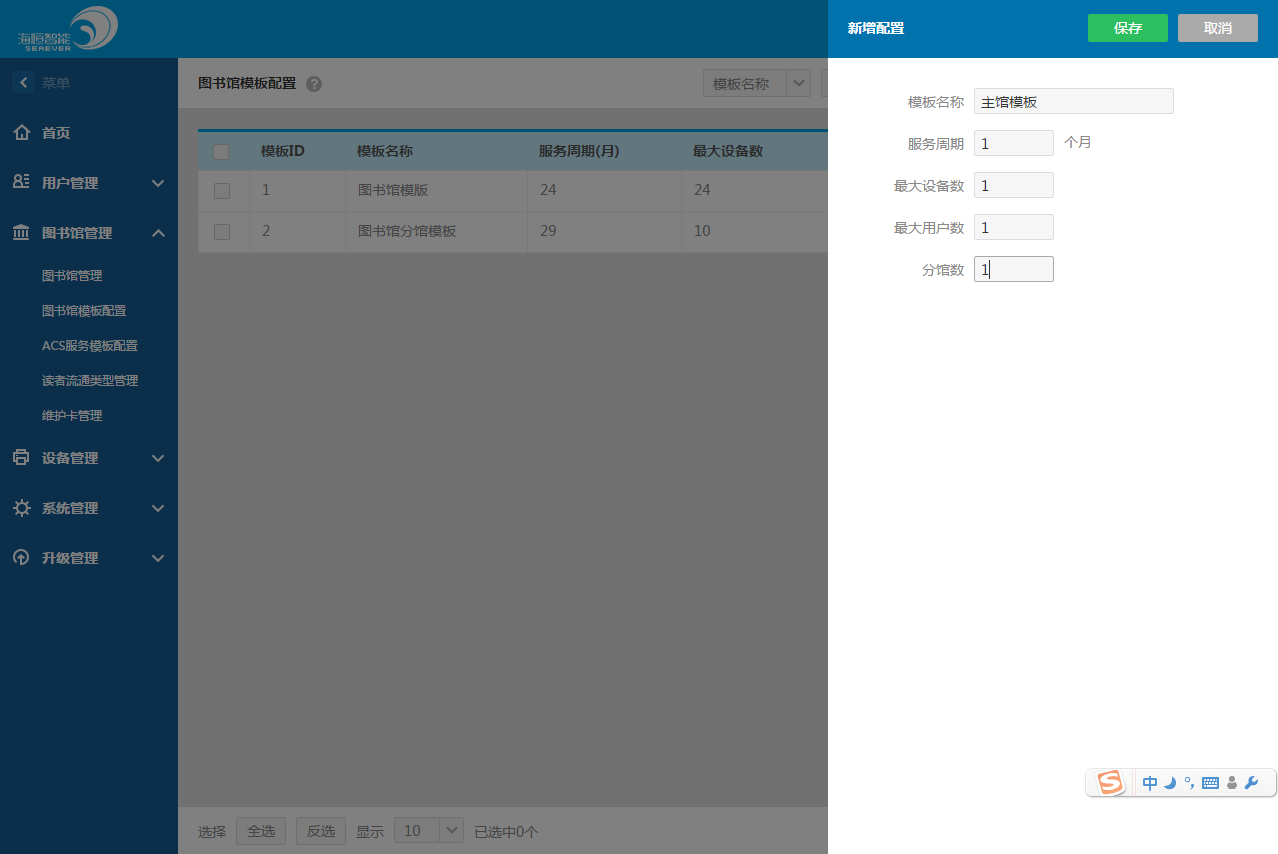 海恒智能
SEAEVER
新增配置
保存
取消
菜单
图书馆模板配置
?
模板名称
首页
用户管理
图书馆管理
图书馆管理
图书馆模板配置
ACS服务模板配置
读者流通类型管理
维护卡管理
设备管理
系统管理
升级管理
模板ID 模板名称 服务周期(月) 最大设备数
1 图书馆模版 24 24
2 图书馆分馆模板 29 10
模板名称 主馆模板
服务周期 1 个月
最大设备数 1
最大用户数 1
分馆数 1
S 中
选择 全选 反选 显示 10 已选中0个